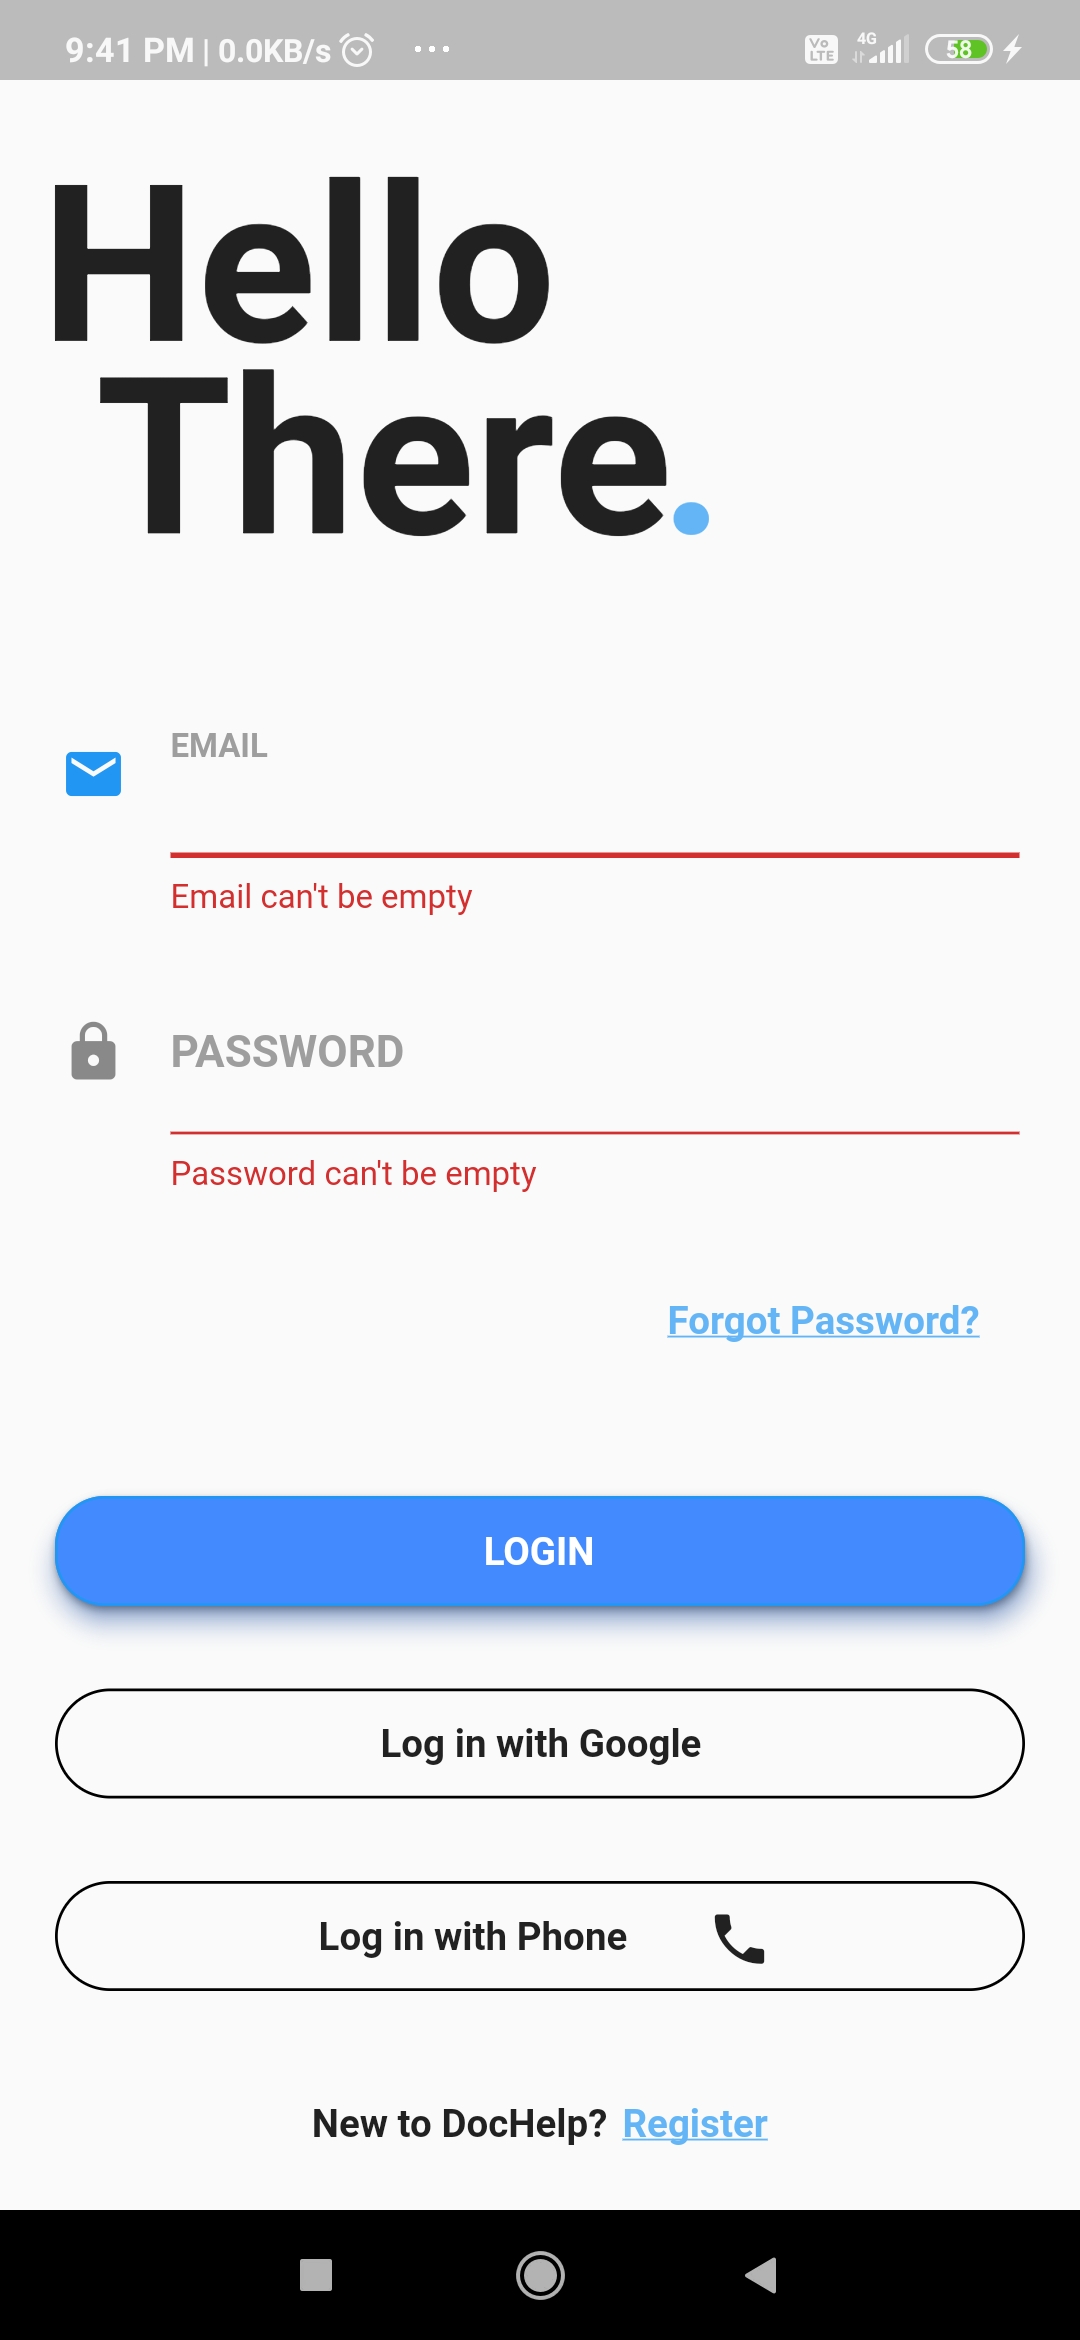 9:41 PM | 0.0KB/s ...
Vo LTE 4G 58
Hello
There.
EMAIL
Email can't be empty
PASSWORD
Password can't be empty
Forgot Password?
LOGIN
Log in with Google
Log in with Phone
New to DocHelp? Register